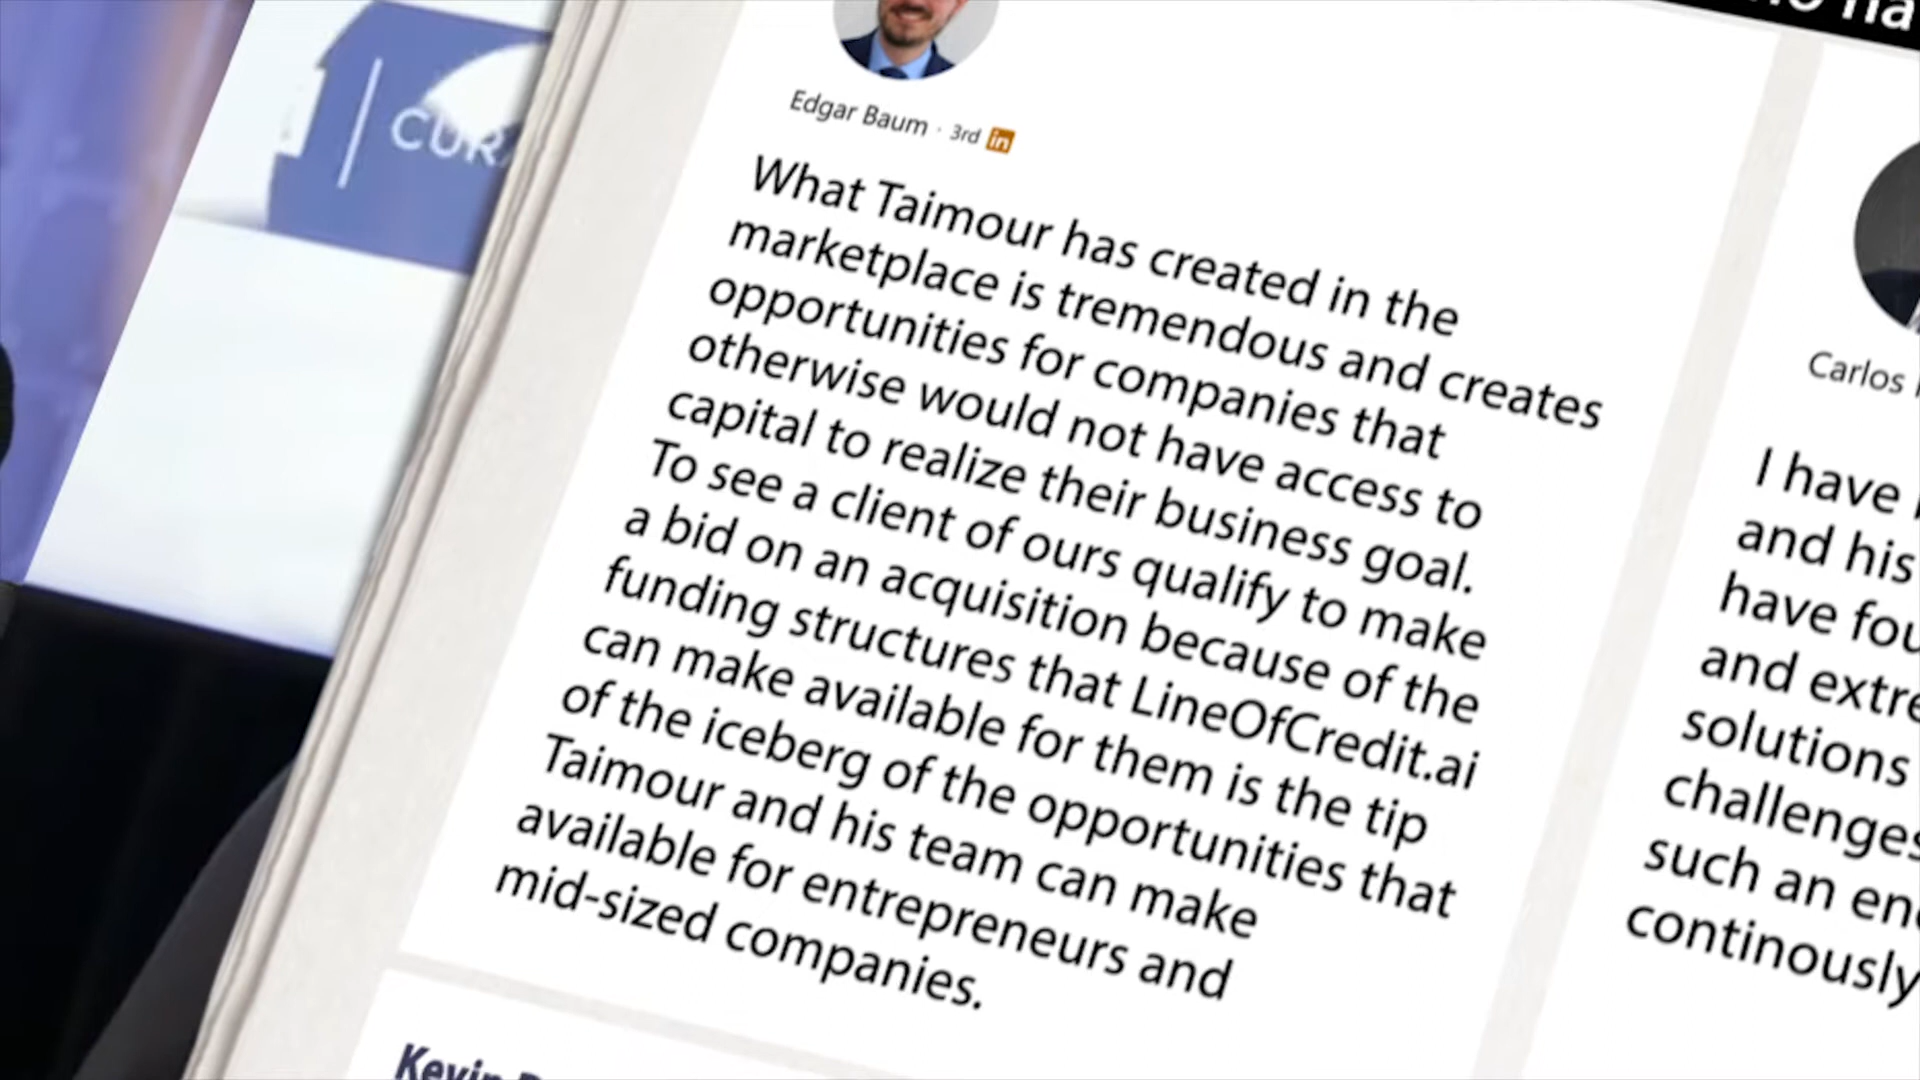 CUR
Edgar Baum · 3rd in
What Taimour has created in the
marketplace is tremendous and creates
opportunities for companies that
otherwise would not have access to
capital to realize their business goal.
To see a client of ours qualify to make
a bid on an acquisition because of the
funding structures that LineOfCredit.ai
can make available for them is the tip
of the iceberg of the opportunities that
Taimour and his team can make
available for entrepreneurs and
mid-sized companies.
Kevin
Carlos
I have
and his
have
and
solutions
challenges
such an
continously